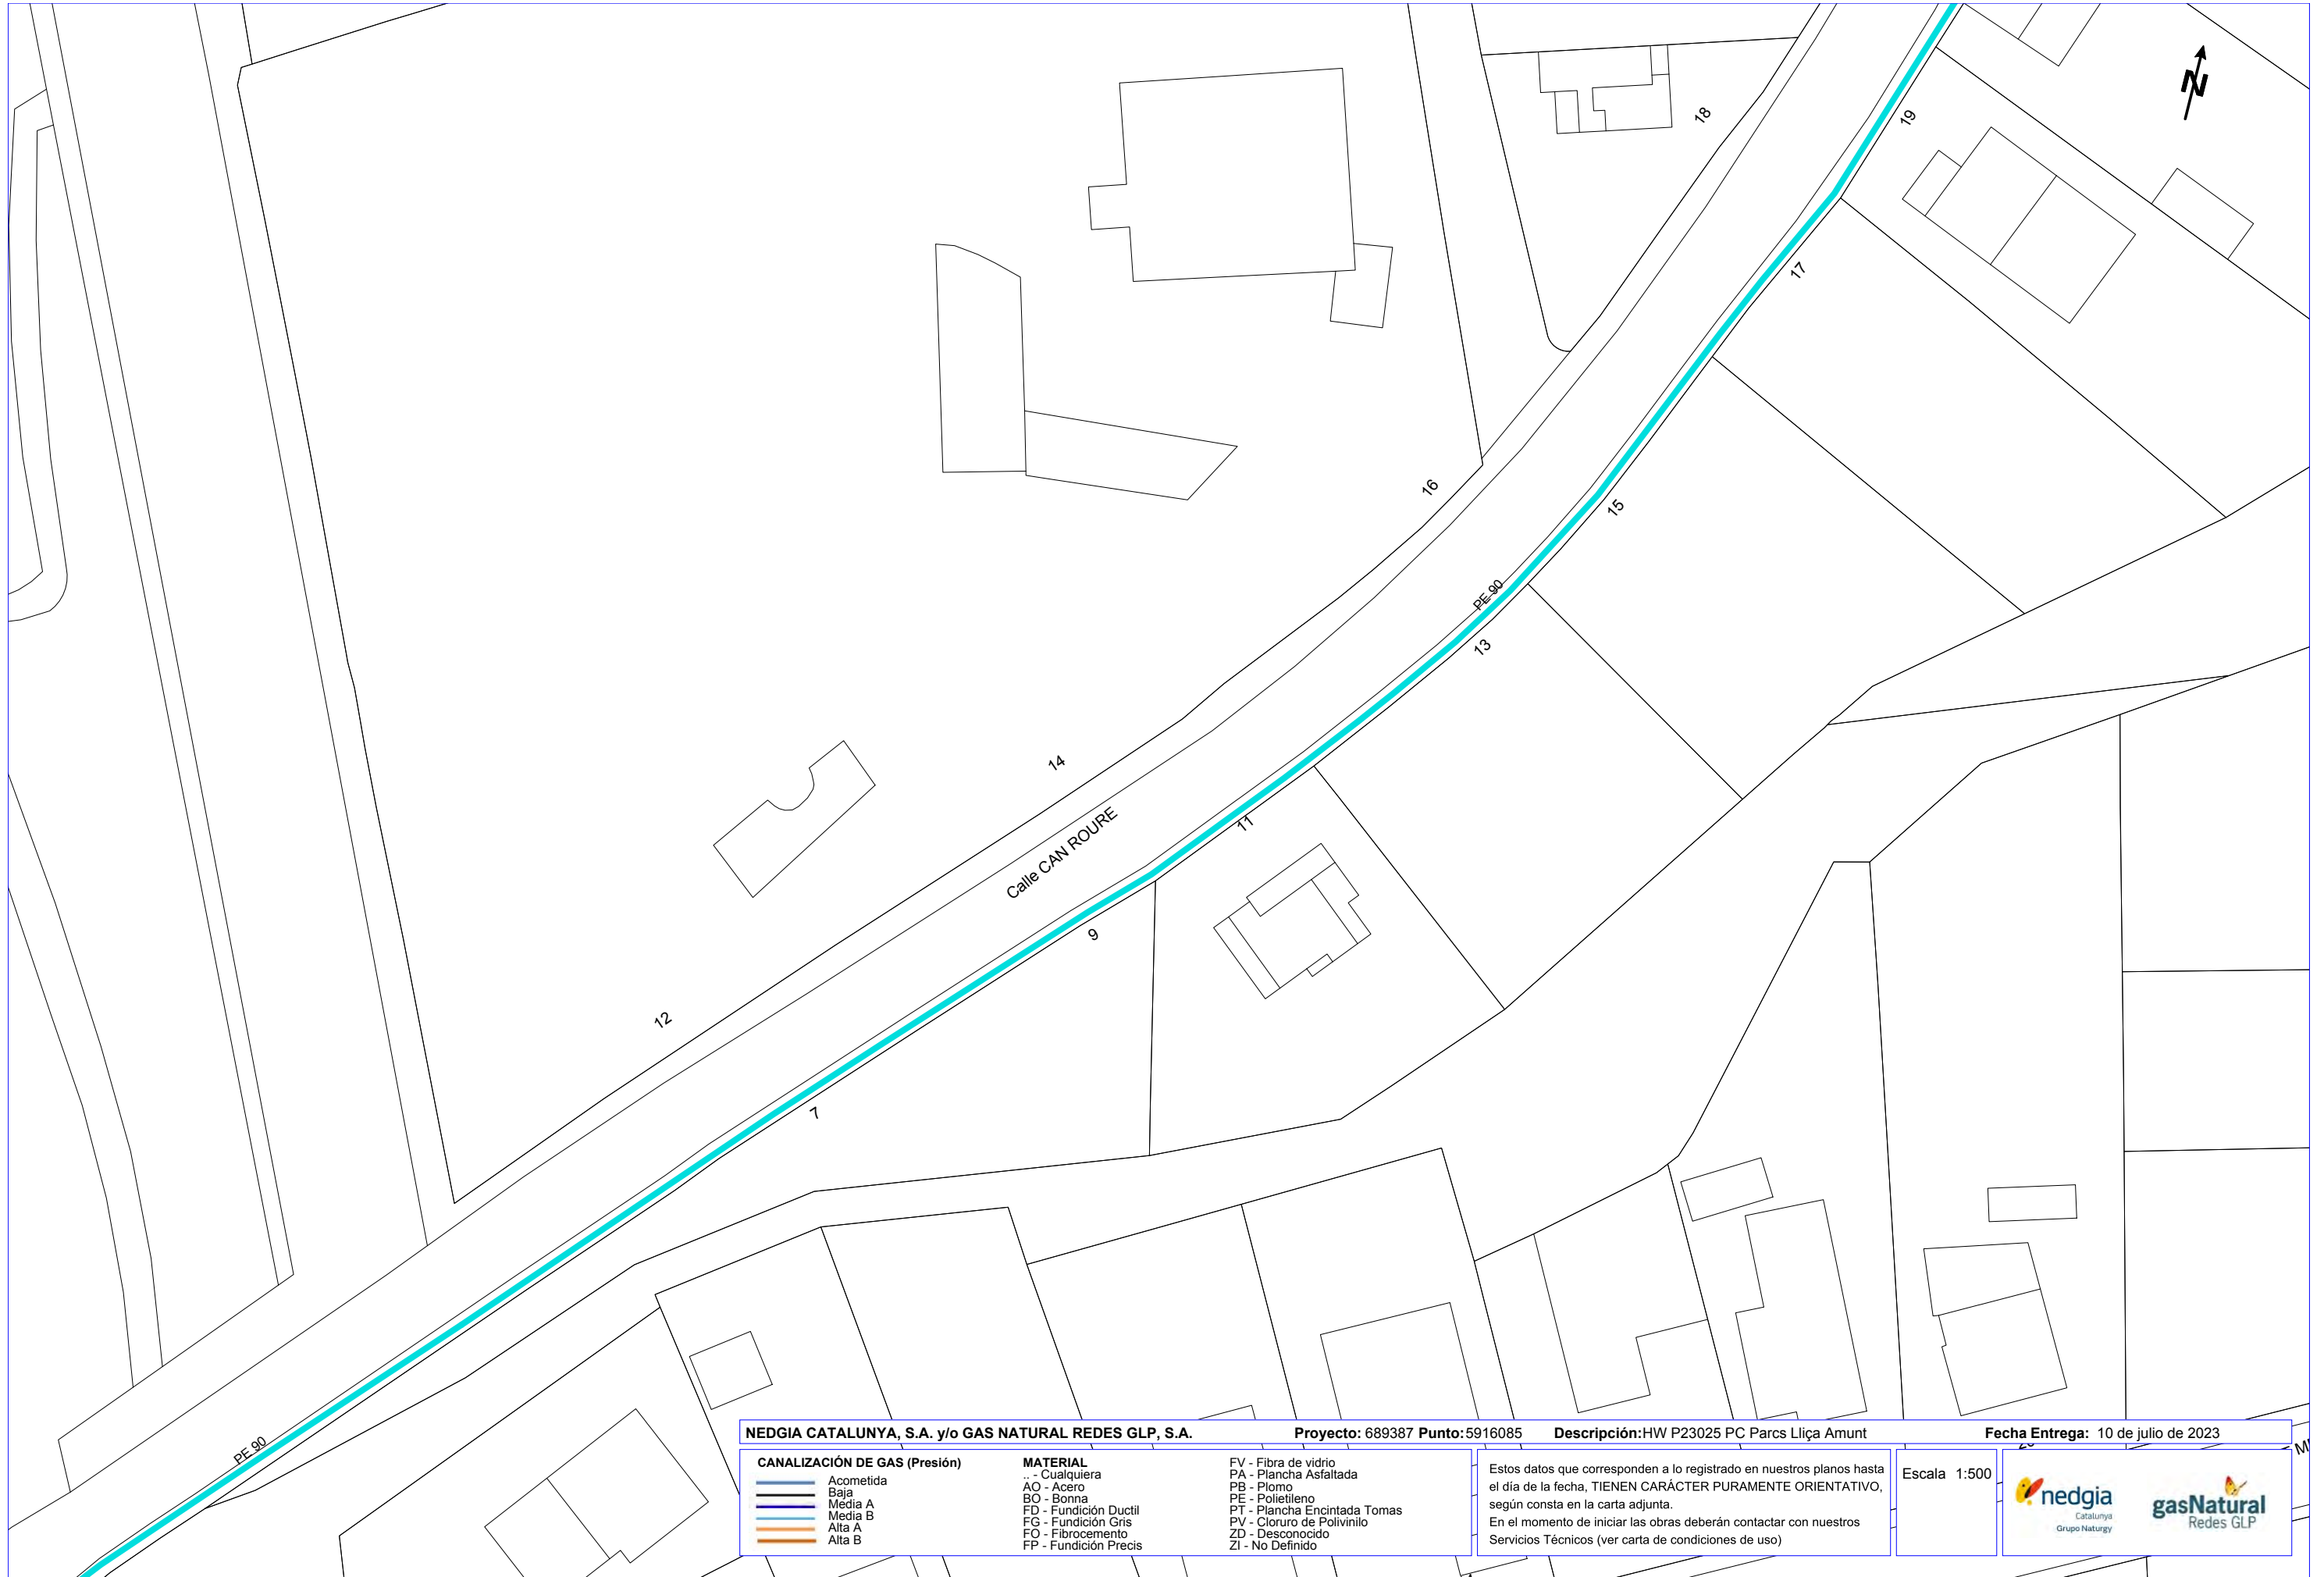 N
18
19
17
16
15
PE 90
13
14
11
Calle CAN ROURE
9
12
7
PE 90
NEDGIA CATALUNYA, S.A. y/o GAS NATURAL REDES GLP, S.A. Proyecto: 689387 Punto: 5916085 Descripción: HW P23025 PC Parcs Lliça Amunt Fecha Entrega: 10 de julio de 2023
CANALIZACIÓN DE GAS (Presión)
Acometida
Baja
Media A
Media B
Alta A
Alta B
MATERIAL
.. - Cualquiera
AO - Acero
BO - Bonna
FD - Fundición Ductil
FG - Fundición Gris
FO - Fibrocemento
FP - Fundición Precis
FV - Fibra de vidrio
PA - Plancha Asfaltada
PB - Plomo
PE - Polietileno
PT - Plancha Encintada Tomas
PV - Cloruro de Polivinilo
ZD - Desconocido
ZI - No Definido
Estos datos que corresponden a lo registrado en nuestros planos hasta
el día de la fecha, TIENEN CARÁCTER PURAMENTE ORIENTATIVO,
según consta en la carta adjunta.
En el momento de iniciar las obras deberán contactar con nuestros
Servicios Técnicos (ver carta de condiciones de uso)
Escala 1:500
nedgia
Catalunya
Grupo Naturgy
gasNatural
Redes GLP